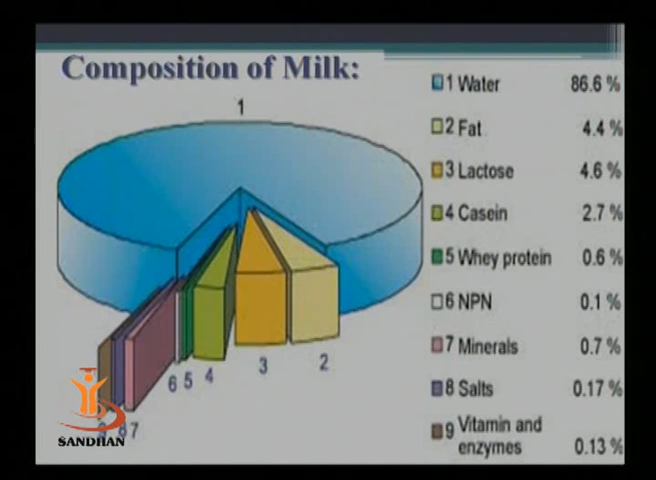 Composition of Milk:
1
1 Water 86.6 %
2 Fat 4.4 %
3 Lactose 4.6 %
4 Casein 2.7 %
5 Whey protein 0.6 %
6 NPN 0.1 %
7 Minerals 0.7 %
8 Salts 0.17 %
9 Vitamin and
enzymes 0.13 %
2
3
4
5
6
7
8
9
SANDHAN